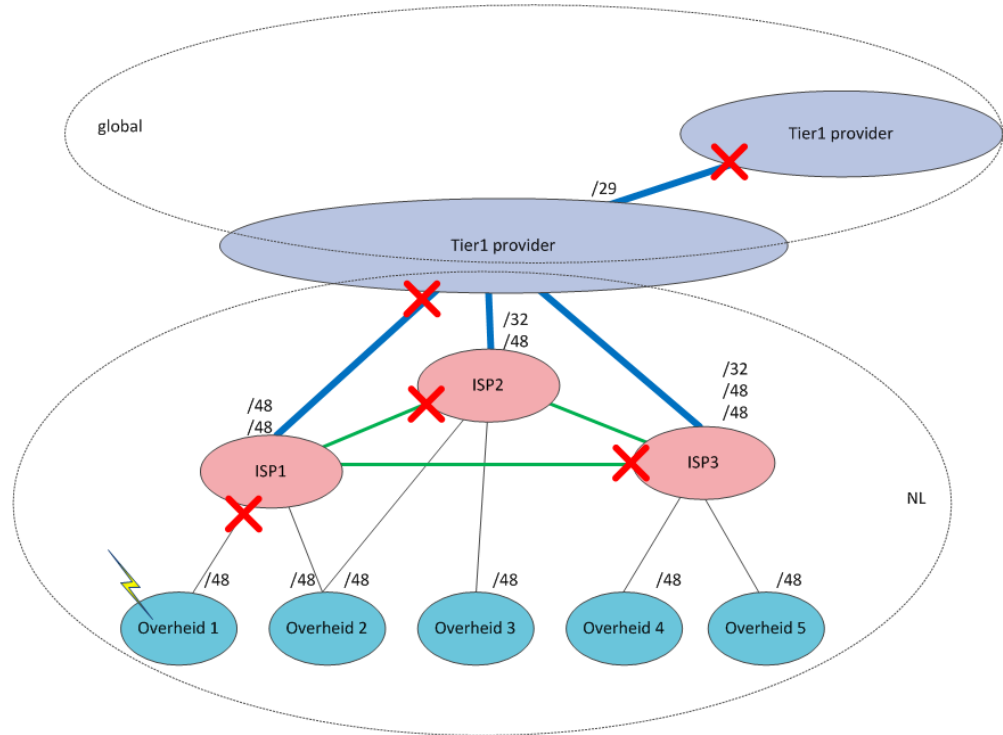 global
Tier1 provider
/29
Tier1 provider
/32
/48
ISP2
/32
/48
/48
/48
/48
ISP1
ISP3
NL
/48
/48
/48
/48
/48
/48
Overheid 1
Overheid 2
Overheid 3
Overheid 4
Overheid 5